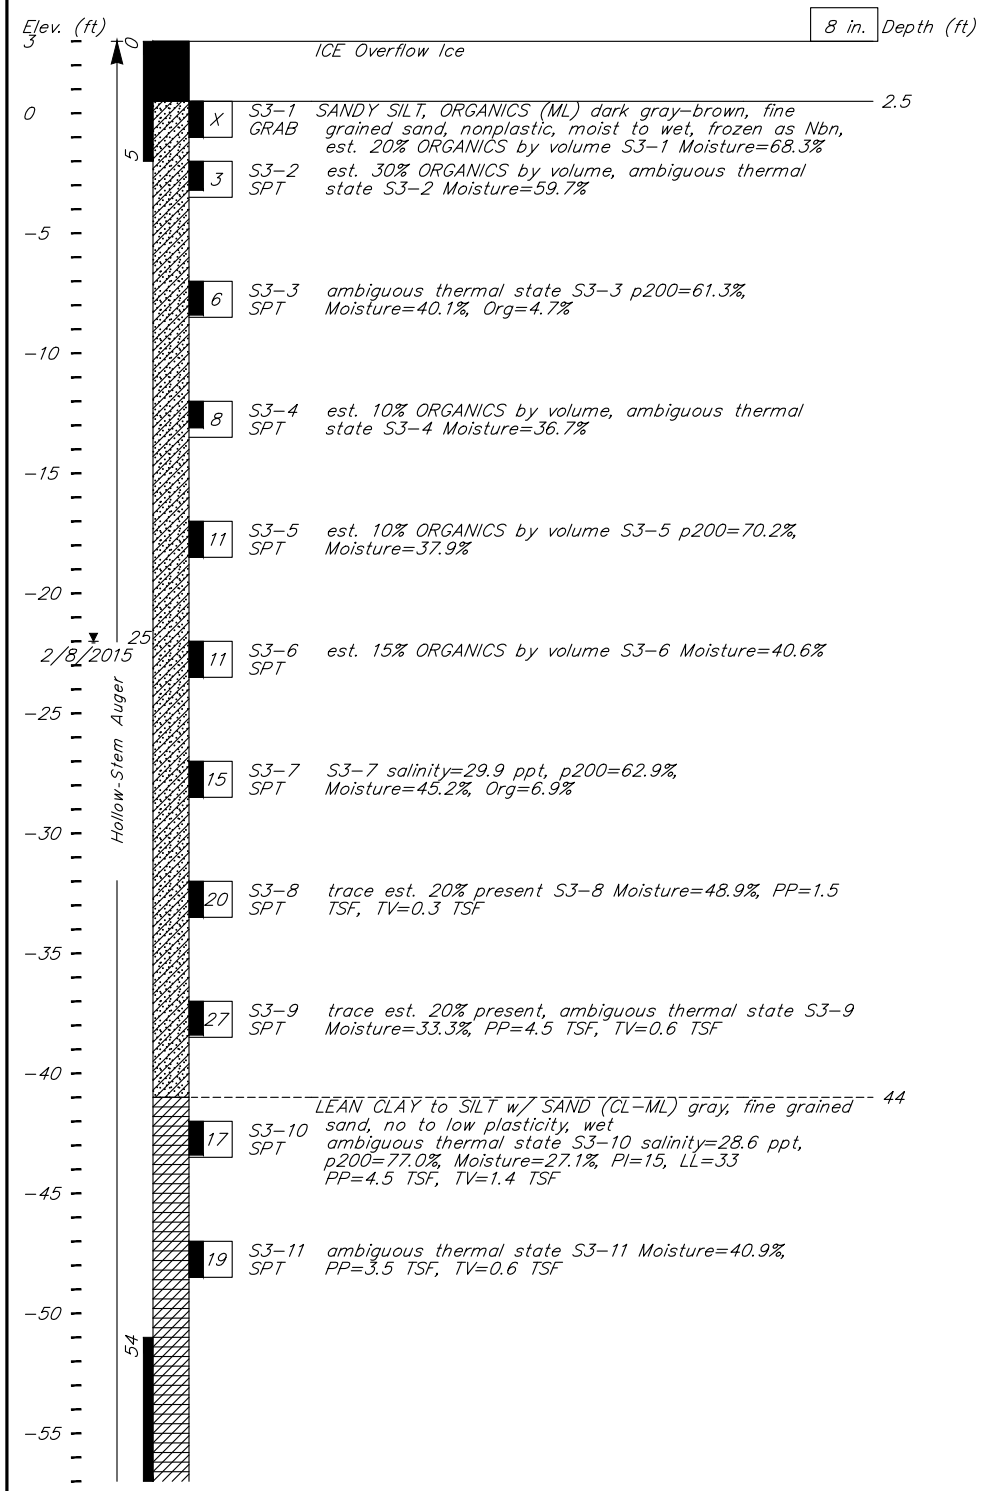 Elev. (ft)
8 in. Depth (ft)
3
0
ICE Overflow Ice
2.5
0
X
S3-1 SANDY SILT, ORGANICS (ML) dark gray-brown, fine
GRAB grained sand, nonplastic, moist to wet, frozen as Nbn,
est. 20% ORGANICS by volume S3-1 Moisture=68.3%
5
3
S3-2 est. 30% ORGANICS by volume, ambiguous thermal
SPT state S3-2 Moisture=59.7%
-5
6
S3-3 ambiguous thermal state S3-3 p200=61.3%,
SPT Moisture=40.1%, Org=4.7%
-10
8
S3-4 est. 10% ORGANICS by volume, ambiguous thermal
SPT state S3-4 Moisture=36.7%
-15
11
S3-5 est. 10% ORGANICS by volume S3-5 p200=70.2%,
SPT Moisture=37.9%
-20
25
2/8/2015
11
S3-6 est. 15% ORGANICS by volume S3-6 Moisture=40.6%
SPT
Hollow-Stem Auger
-25
15
S3-7 S3-7 salinity=29.9 ppt, p200=62.9%,
SPT Moisture=45.2%, Org=6.9%
-30
20
S3-8 trace est. 20% present S3-8 Moisture=48.9%, PP=1.5
SPT TSF, TV=0.3 TSF
-35
27
S3-9 trace est. 20% present, ambiguous thermal state S3-9
SPT Moisture=33.3%, PP=4.5 TSF, TV=0.6 TSF
-40
44
LEAN CLAY to SILT w/ SAND (CL-ML) gray, fine grained
sand, no to low plasticity, wet
17
S3-10 ambiguous thermal state S3-10 salinity=28.6 ppt,
SPT p200=77.0%, Moisture=27.1%, PI=15, LL=33
PP=4.5 TSF, TV=1.4 TSF
-45
19
S3-11 ambiguous thermal state S3-11 Moisture=40.9%,
SPT PP=3.5 TSF, TV=0.6 TSF
-50
54
-55